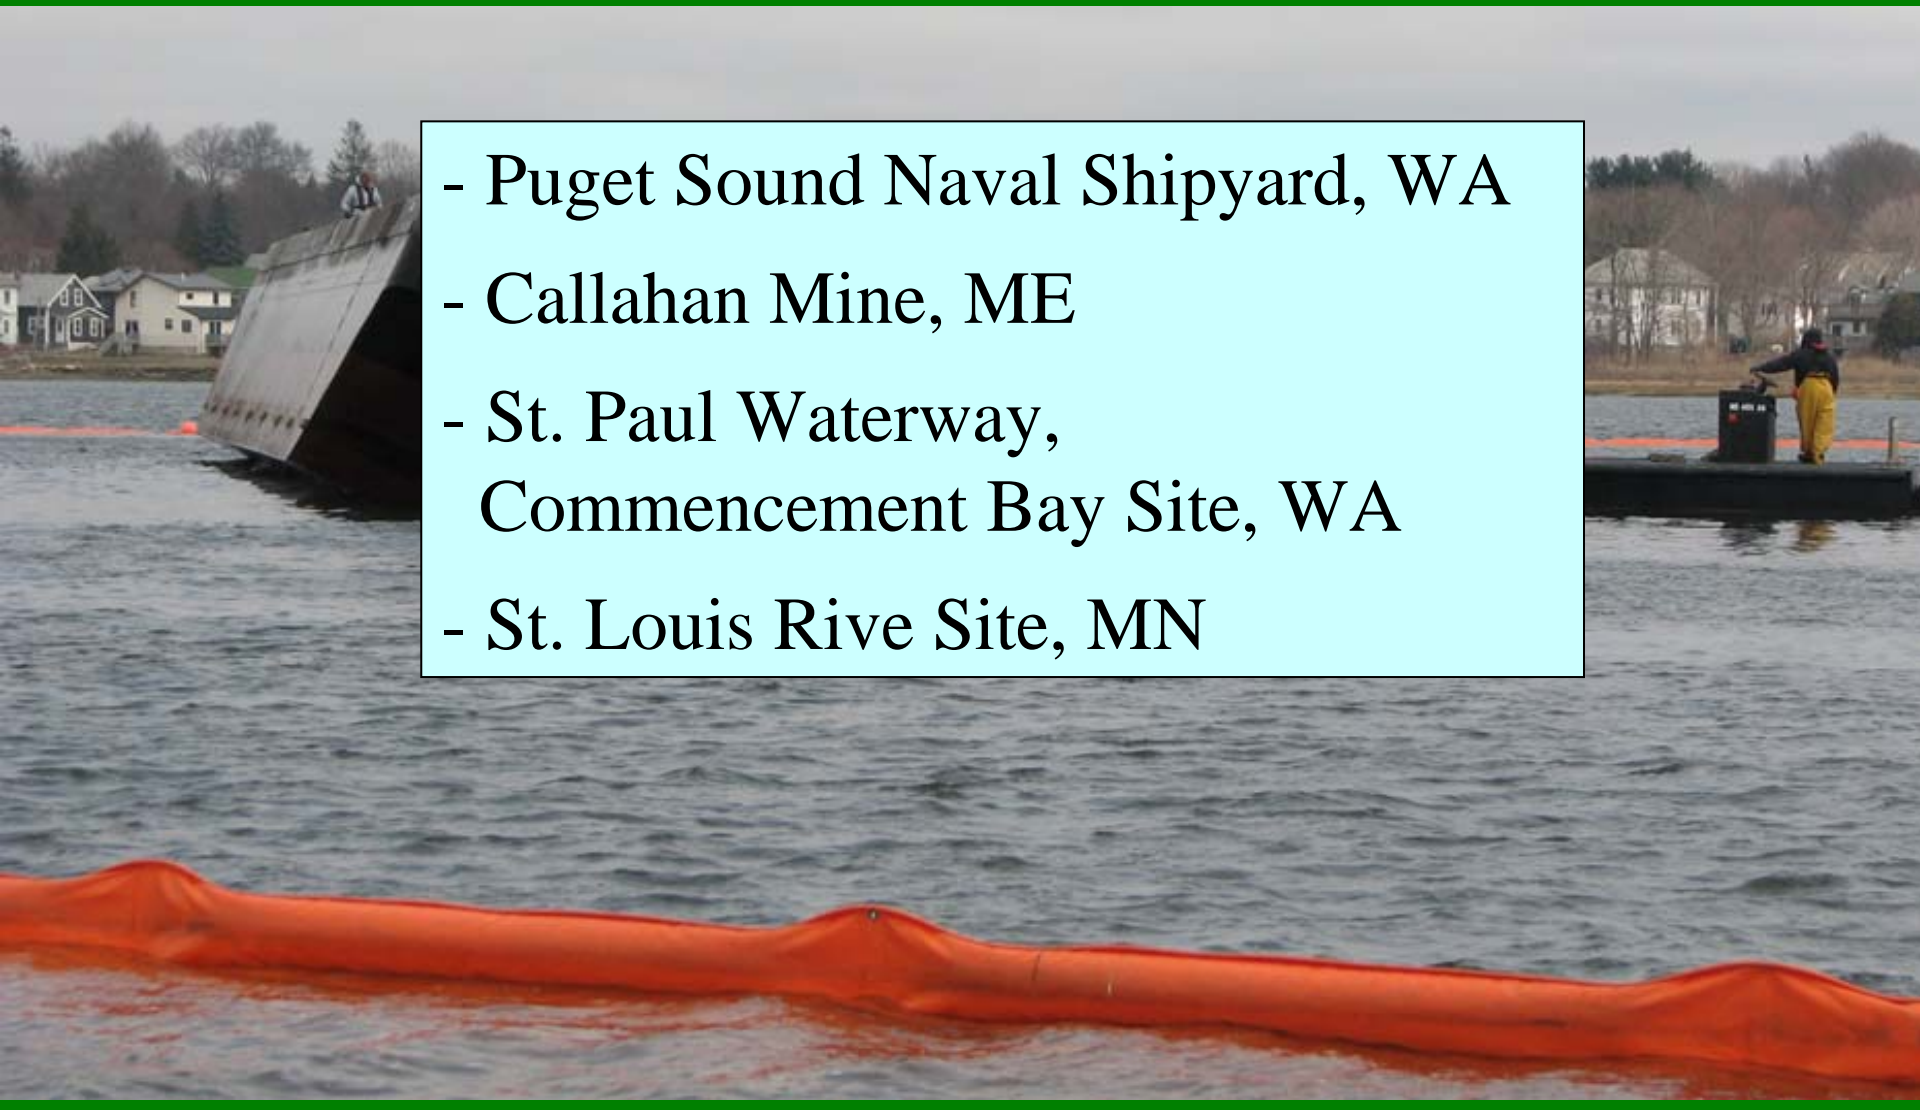 - Puget Sound Naval Shipyard, WA
- Callahan Mine, ME
- St. Paul Waterway,
Commencement Bay Site, WA
- St. Louis Rive Site, MN